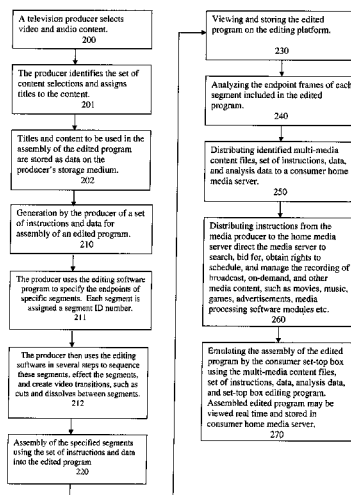 A television producer selects
video and audio content.
200
The producer identifies the set of
content selections and assigns
titles to the content.
201
Titles and content to be used in the
assembly of the edited program
are stored as data on the
producer's storage medium.
202
Generation by the producer of a set
of instructions and data for
assembly of an edited program.
210
The producer uses the editing software
program to specify the endpoints of
specific segments. Each segment is
assigned a segment ID number.
211
The producer then uses the editing
software in several steps to sequence
these segments, effect the segments,
and create video transitions, such as
cuts and dissolves between segments.
212
Assembly of the specified segments
using the set of instructions and data
into the edited program
220
Viewing and storing the edited
program on the editing platform.
230
Analyzing the endpoint frames of each
segment included in the edited
program.
240
Distributing identified multi-media
content files, set of instructions, data,
and analysis data to a consumer home
media server.
250
Distributing instructions from the
media producer to the home media
server direct the media server to
search, bid for, obtain rights to
schedule, and manage the recording of
broadcast, on-demand, and other
media content, such as movies, music,
games, advertisements, media
processing software modules etc.
260
Emulating the assembly of the edited
program by the consumer set-top box
using the multi-media content files,
set of instructions, data, analysis data,
and set-top box editing program.
Assembled edited program may be
viewed real time and stored in
consumer home media server.
270